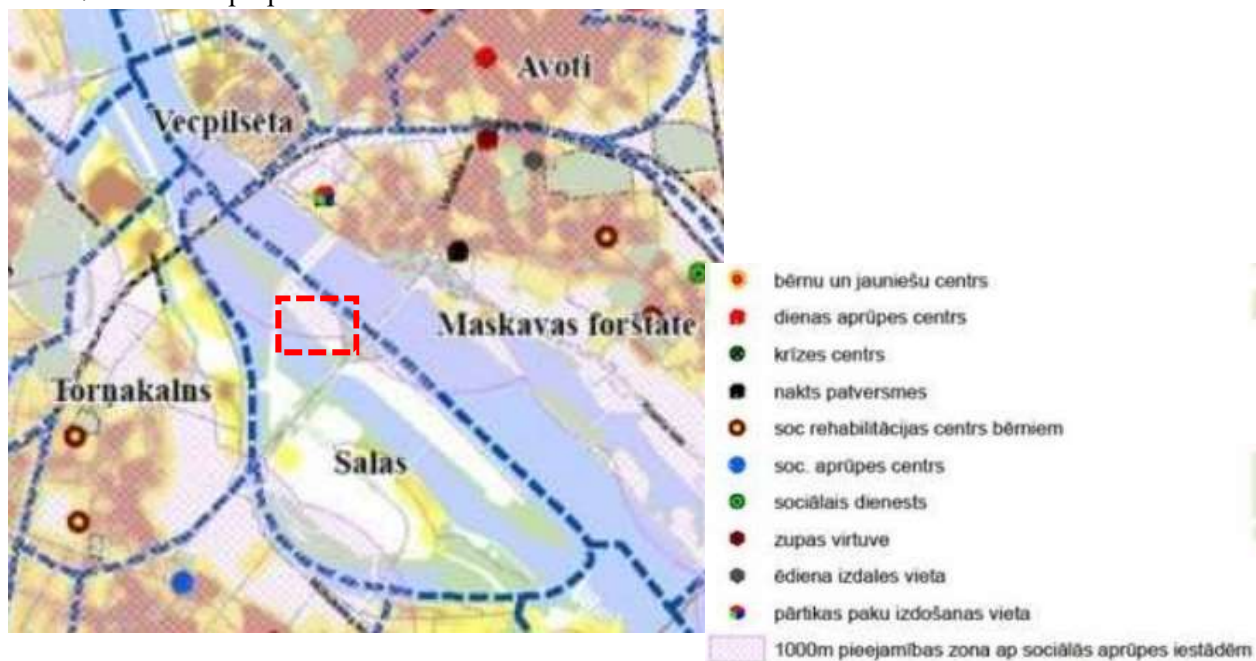 Avoti
Vecpilsēta
Maskavas forštate
Torņakalns
Salas
bērnu un jauniešu centrs
dienas aprūpes centrs
krīzes centrs
nakts patversmes
soc rehabilitācijas centrs bērniem
soc. aprūpes centrs
sociālais dienests
zupas virtuve
ēdiena izdales vieta
pārtikas paku izdošanas vieta
1000m pieejamības zona ap sociālās aprūpes iestādēm